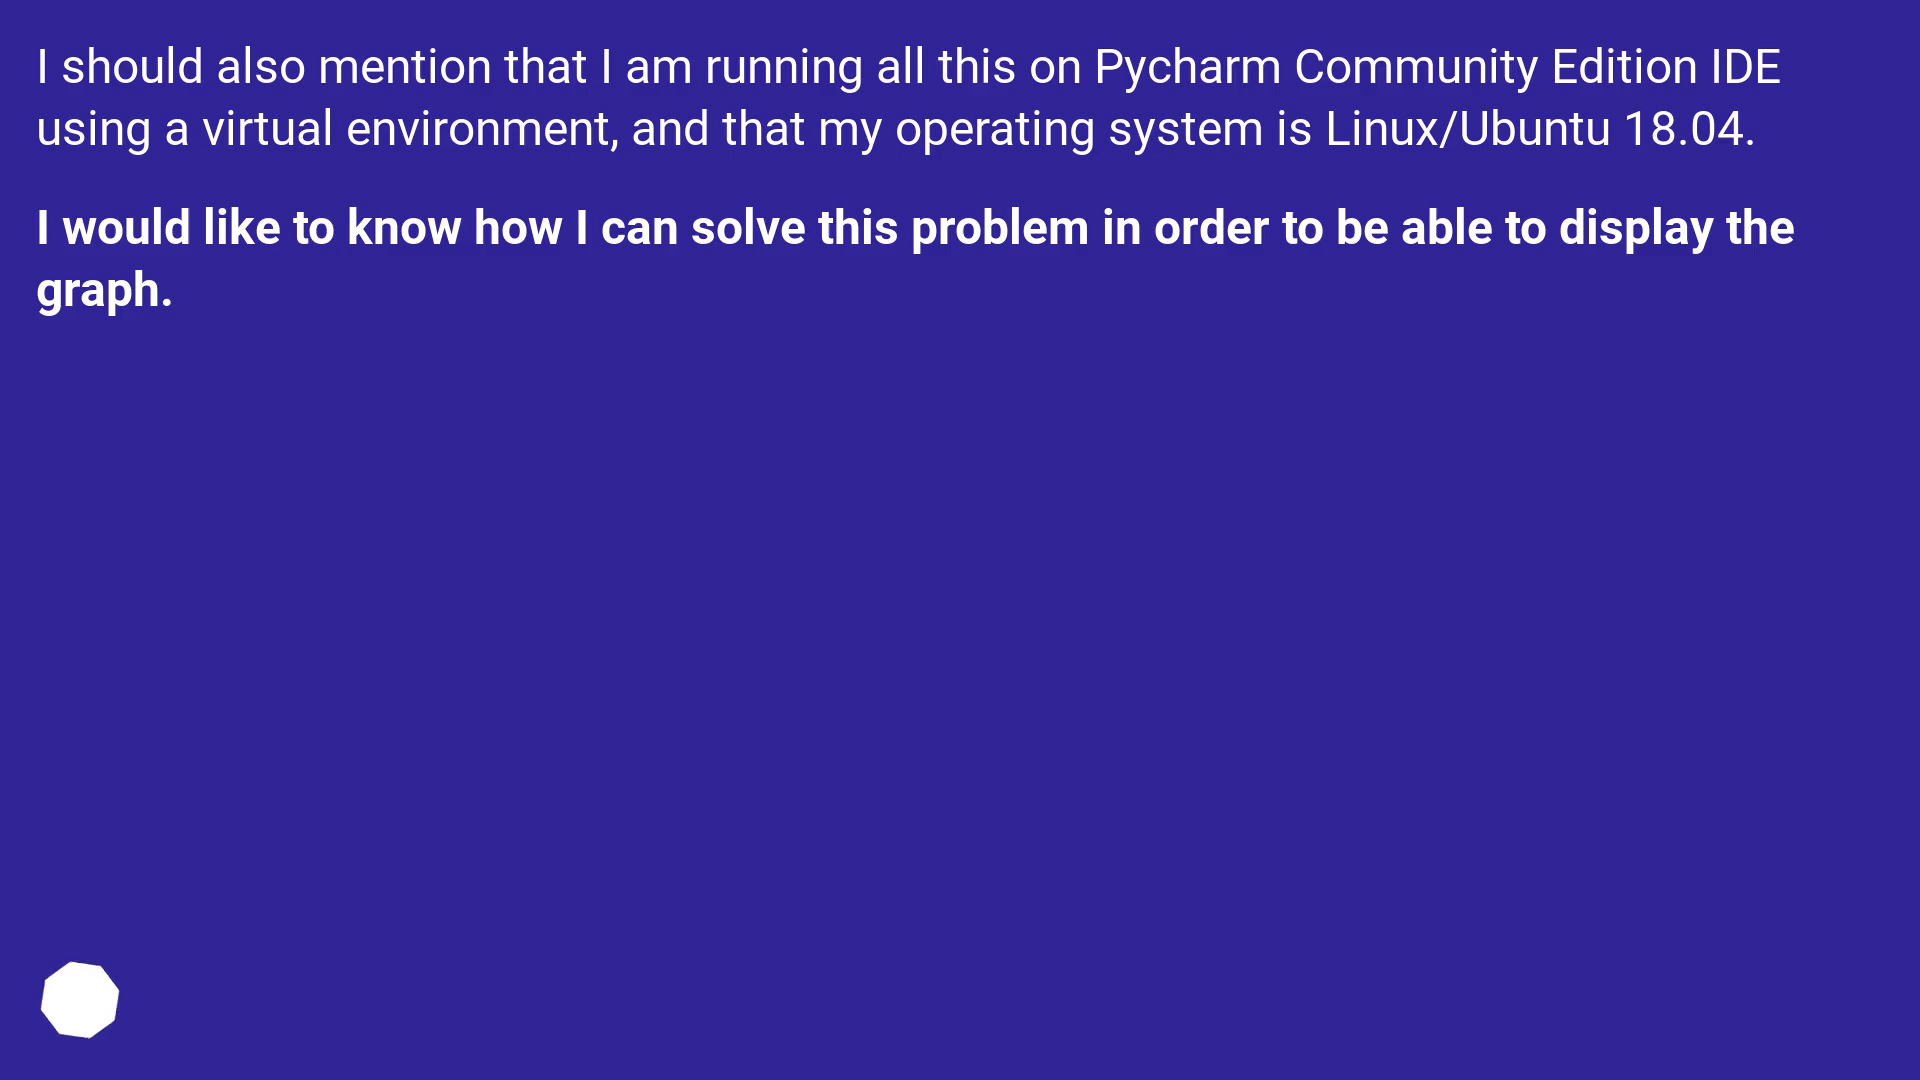 I should also mention that I am running all this on Pycharm Community Edition IDE
using a virtual environment, and that my operating system is Linux/Ubuntu 18.04.
I would like to know how I can solve this problem in order to be able to display the
graph.